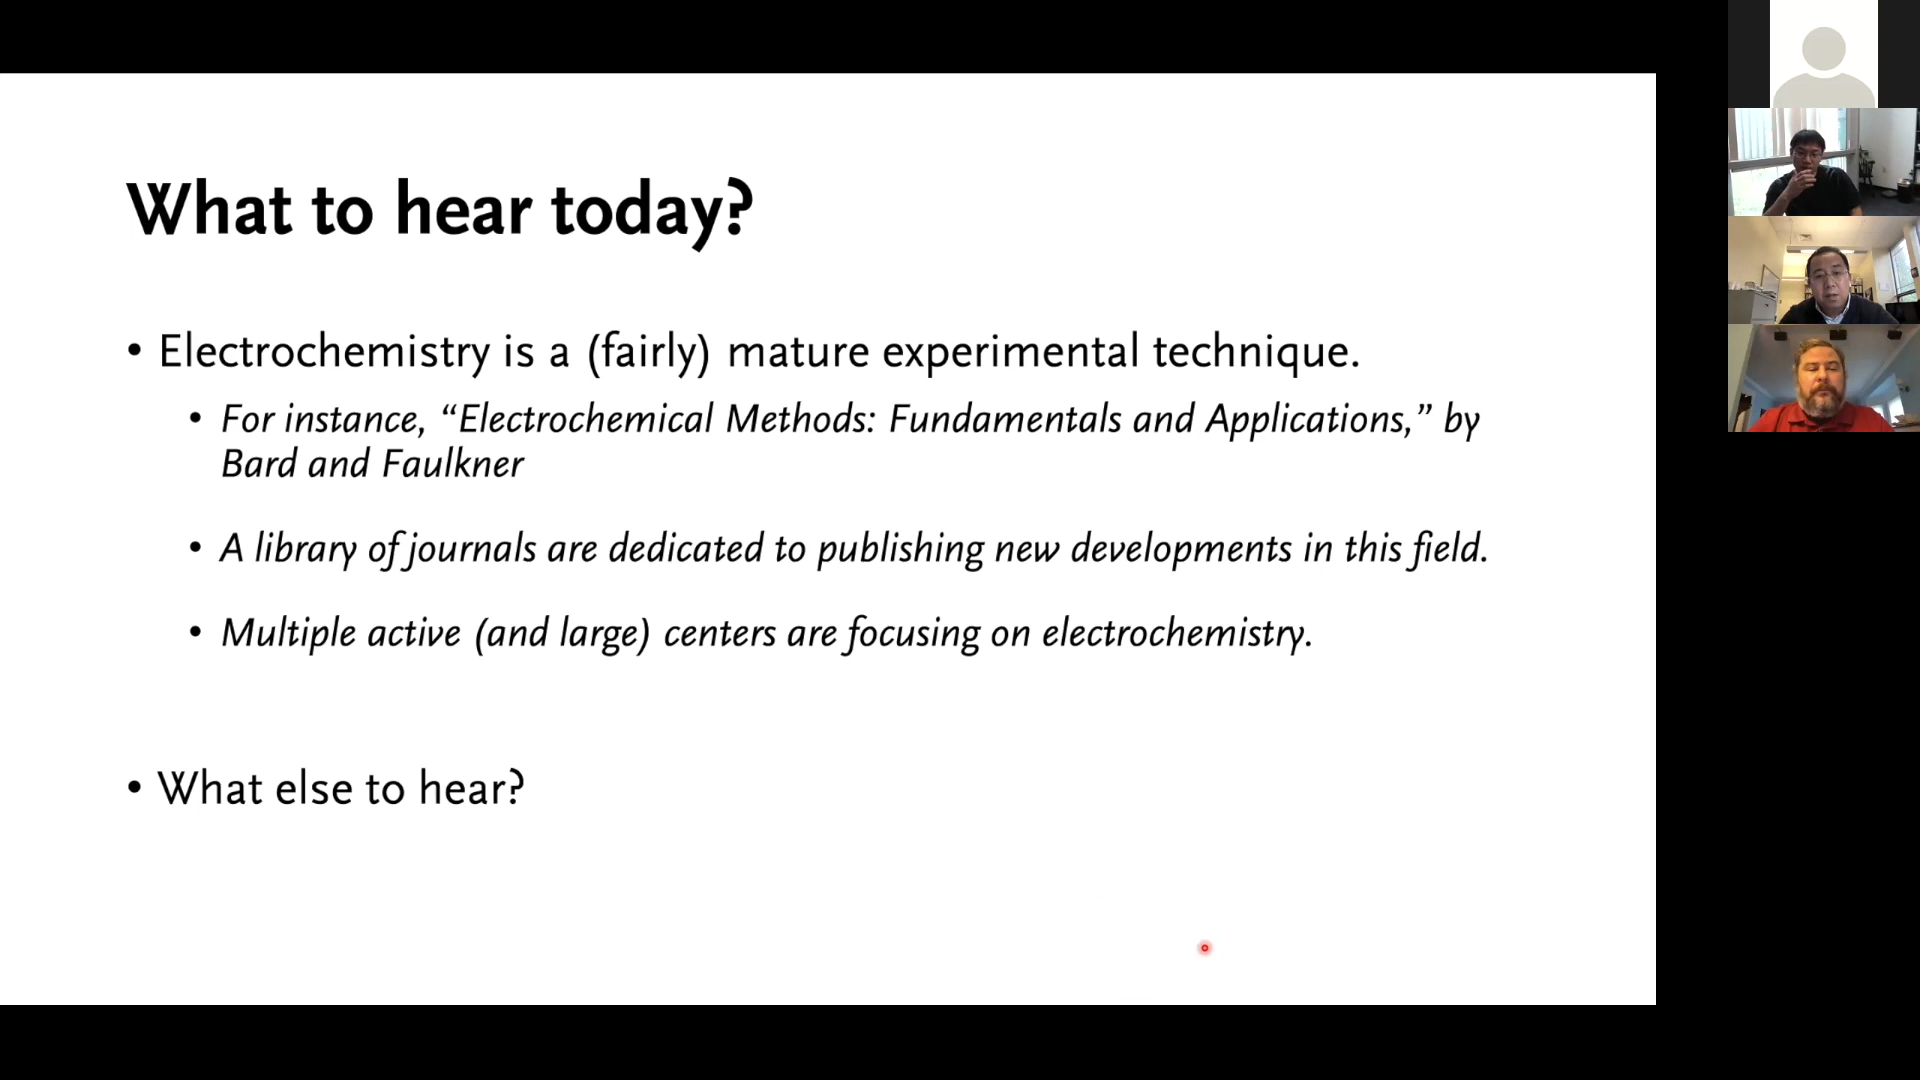 What to hear today?
• Electrochemistry is a (fairly) mature experimental technique.
• For instance, “Electrochemical Methods: Fundamentals and Applications,” by
Bard and Faulkner
• A library of journals are dedicated to publishing new developments in this field.
• Multiple active (and large) centers are focusing on electrochemistry.
• What else to hear?